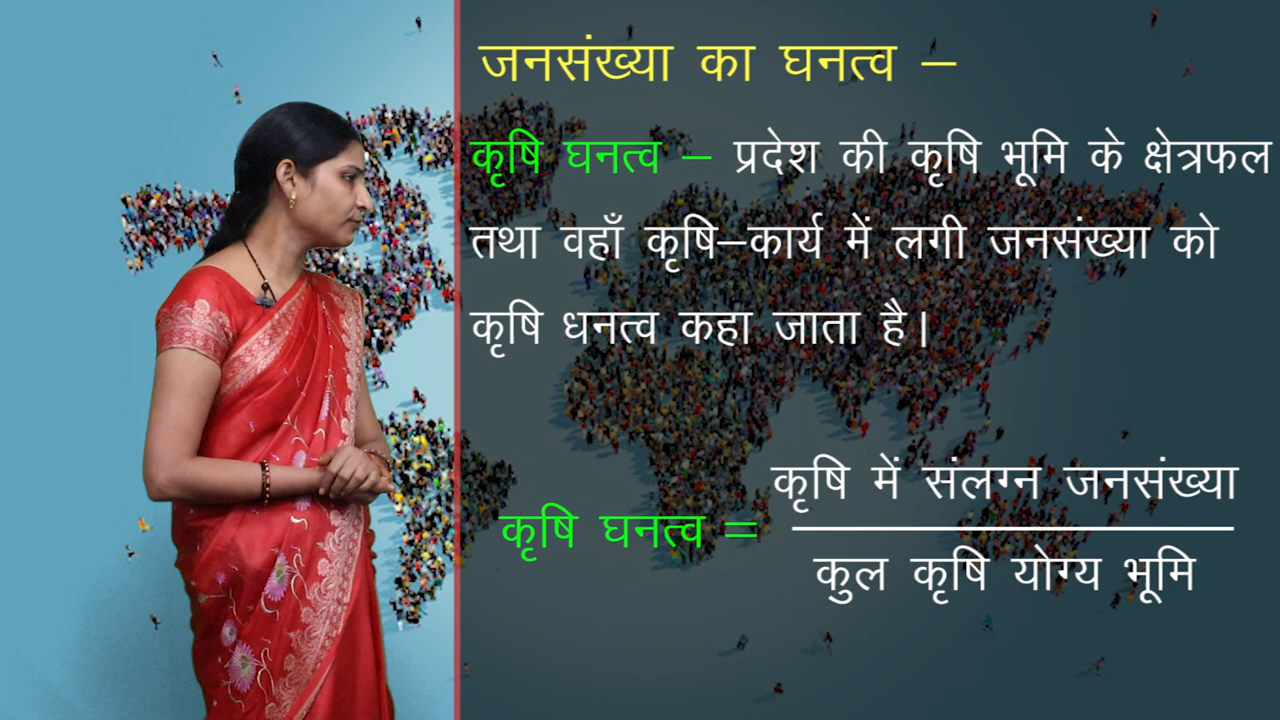 जनसंख्या का घनत्व –
कृषि घनत्व – प्रदेश की कृषि भूमि के क्षेत्रफल
तथा वहाँ कृषि–कार्य में लगी जनसंख्या को
कृषि धनत्व कहा जाता है।
कृषि में संलग्न जनसंख्या
कृषि घनत्व =
कुल कृषि योग्य भूमि